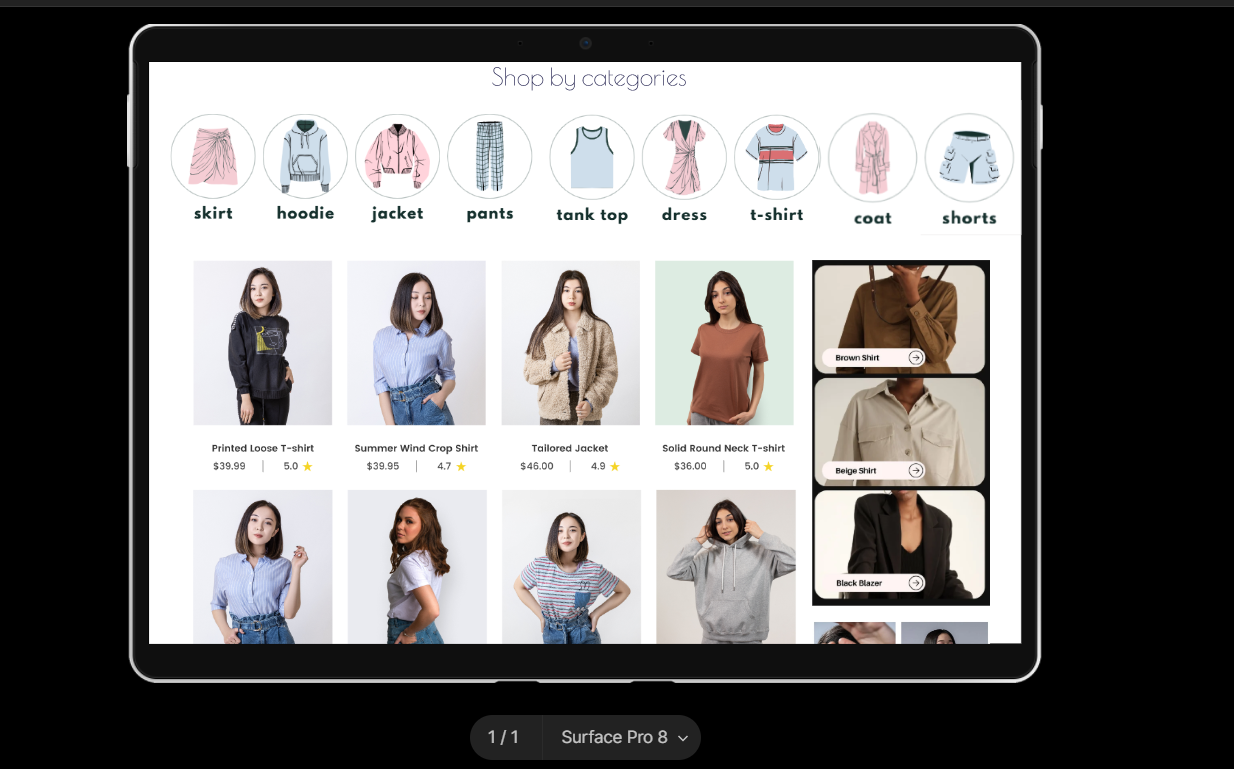 Shop by categories
skirt
hoodie
jacket
pants
tank top
dress
t-shirt
coat
shorts
Printed Loose T-shirt
$39.99 | 5.0
Summer Wind Crop Shirt
$39.95 | 4.7
Tailored Jacket
$46.00 | 4.9
Solid Round Neck T-shirt
$36.00 | 5.0
Brown Shirt
Beige Shirt
Black Blazer
1 / 1
Surface Pro 8